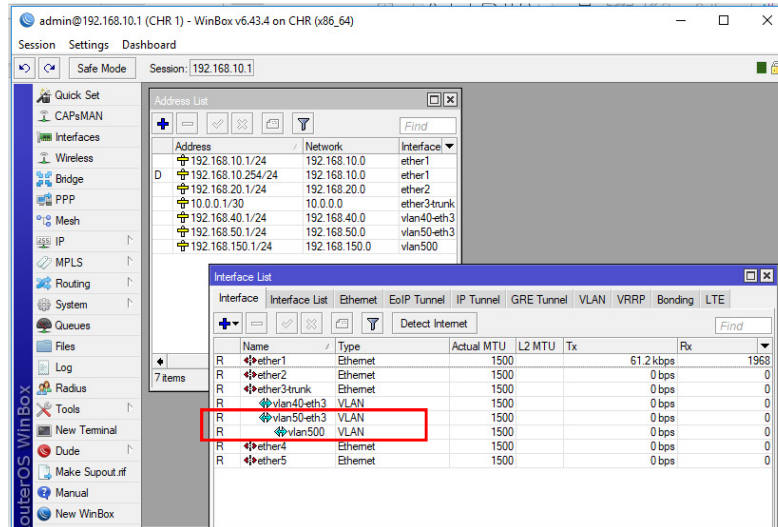 admin@192.168.10.1 (CHR 1) - WinBox v6.43.4 on CHR (x86_64)
Session Settings Dashboard
Safe Mode Session: 192.168.10.1
Quick Set
CAPsMAN
Interfaces
Wireless
Bridge
PPP
Mesh
IP
MPLS
Routing
System
Queues
Files
Log
Radius
Tools
New Terminal
Dude
Make Supout.rif
Manual
New WinBox
outerOS WinBox
Address List
Find
Address Network Interface
192.168.10.1/24 192.168.10.0 ether1
D 192.168.10.254/24 192.168.10.0 ether1
192.168.20.1/24 192.168.20.0 ether2
10.0.0.1/30 10.0.0.0 ether3-trunk
192.168.40.1/24 192.168.40.0 vlan40-eth3
192.168.50.1/24 192.168.50.0 vlan50-eth3
192.168.150.1/24 192.168.150.0 vlan500
7 items
Interface List
Interface Interface List Ethernet EoIP Tunnel IP Tunnel GRE Tunnel VLAN VRRP Bonding LTE
Detect Internet Find
Name Type Actual MTU L2 MTU Tx Rx
R ether1 Ethernet 1500 61.2 kbps 1968
R ether2 Ethernet 1500 0 bps 0
R ether3-trunk Ethernet 1500 0 bps 0
R vlan40-eth3 VLAN 1500 0 bps 0
R vlan50-eth3 VLAN 1500 0 bps 0
R vlan500 VLAN 1500 0 bps 0
R ether4 Ethernet 1500 0 bps 0
R ether5 Ethernet 1500 0 bps 0